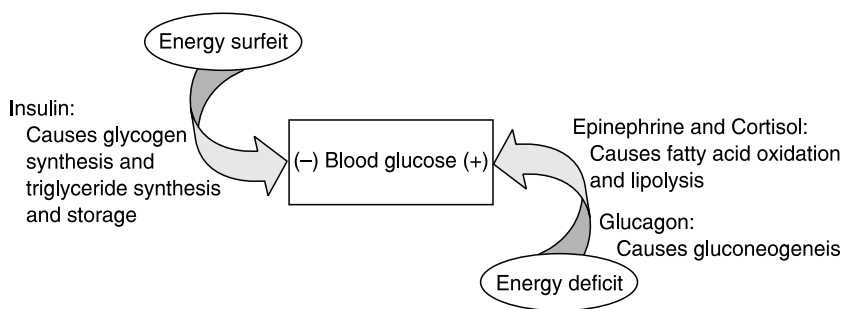 Energy surfeit
Insulin:
Causes glycogen
synthesis and
triglyceride synthesis
and storage
(–) Blood glucose (+)
Epinephrine and Cortisol:
Causes fatty acid oxidation
and lipolysis
Glucagon:
Causes gluconeogeneis
Energy deficit